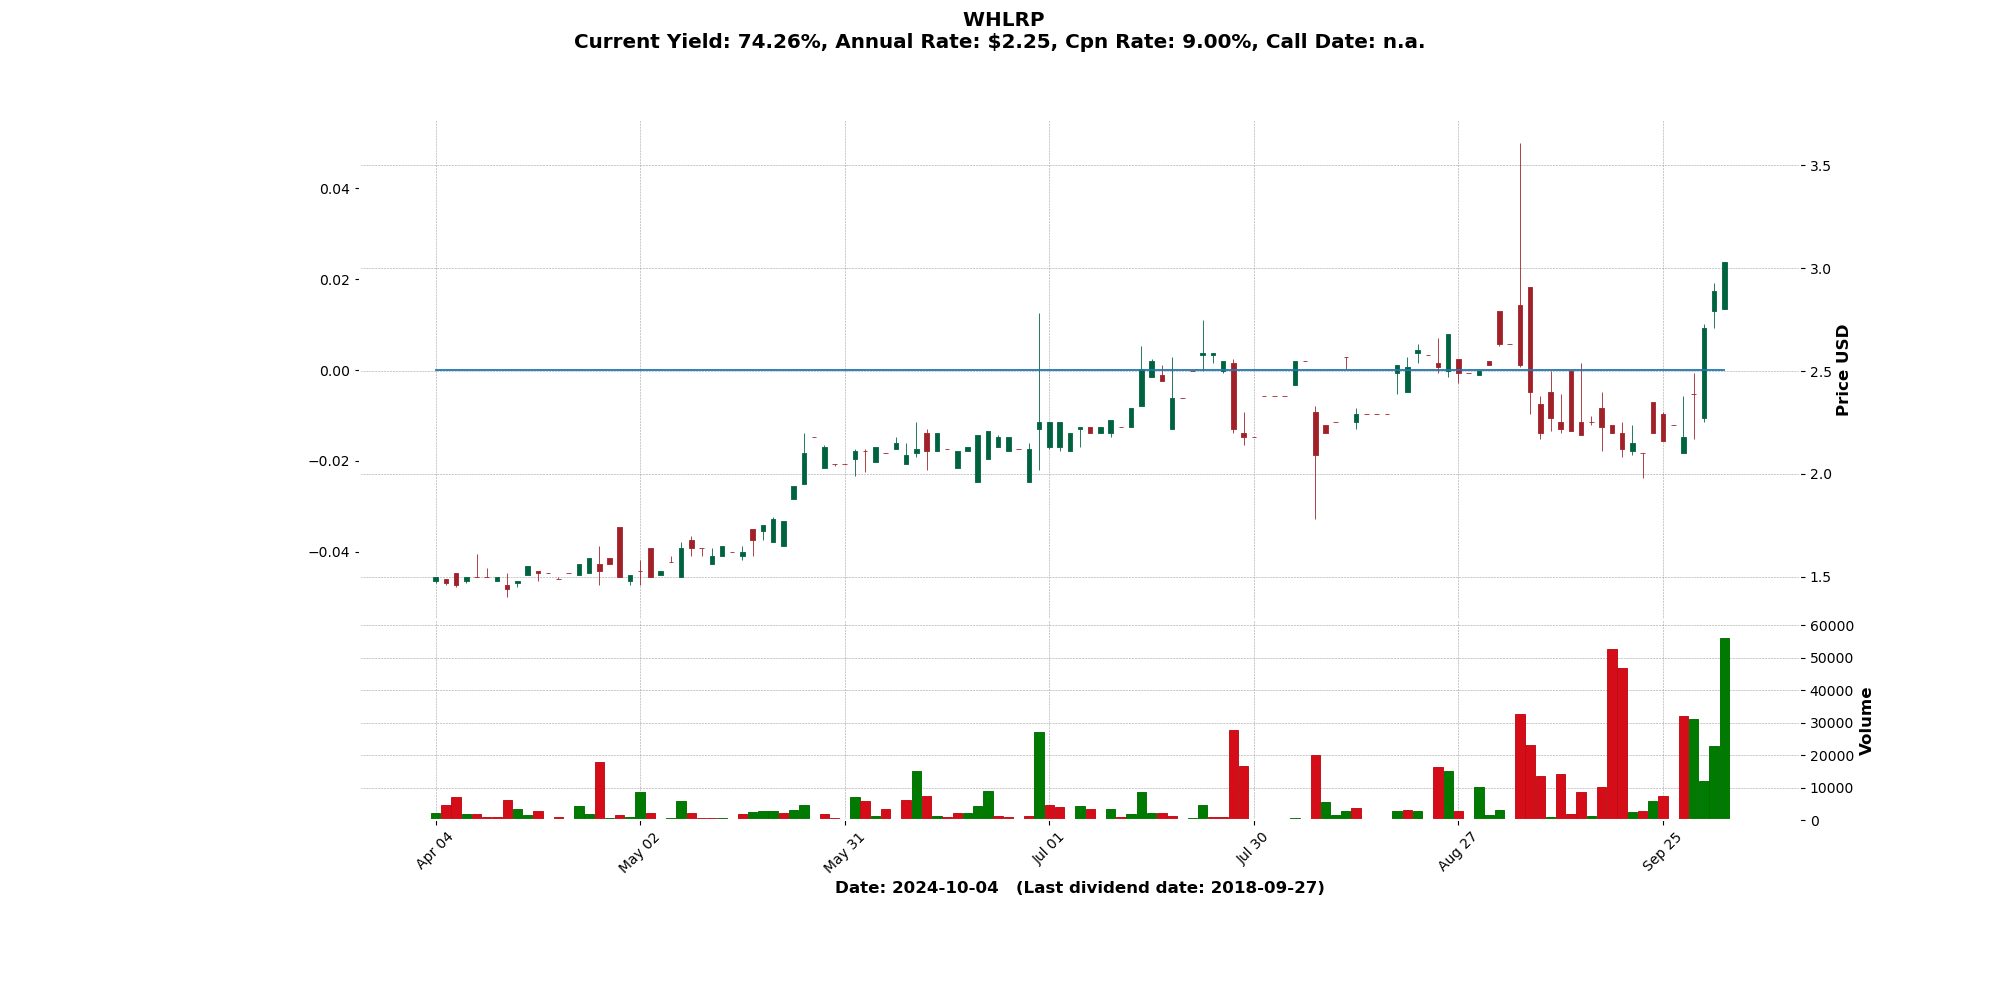 WHLRP
Current Yield: 74.26%, Annual Rate: $2.25, Cpn Rate: 9.00%, Call Date: n.a.
0.04
0.02
0.00
−0.02
−0.04
3.5
3.0
2.5
2.0
1.5
Price USD
60000
50000
40000
30000
20000
10000
0
Volume
Apr 04
May 02
May 31
Jul 01
Jul 30
Aug 27
Sep 25
Date: 2024-10-04   (Last dividend date: 2018-09-27)